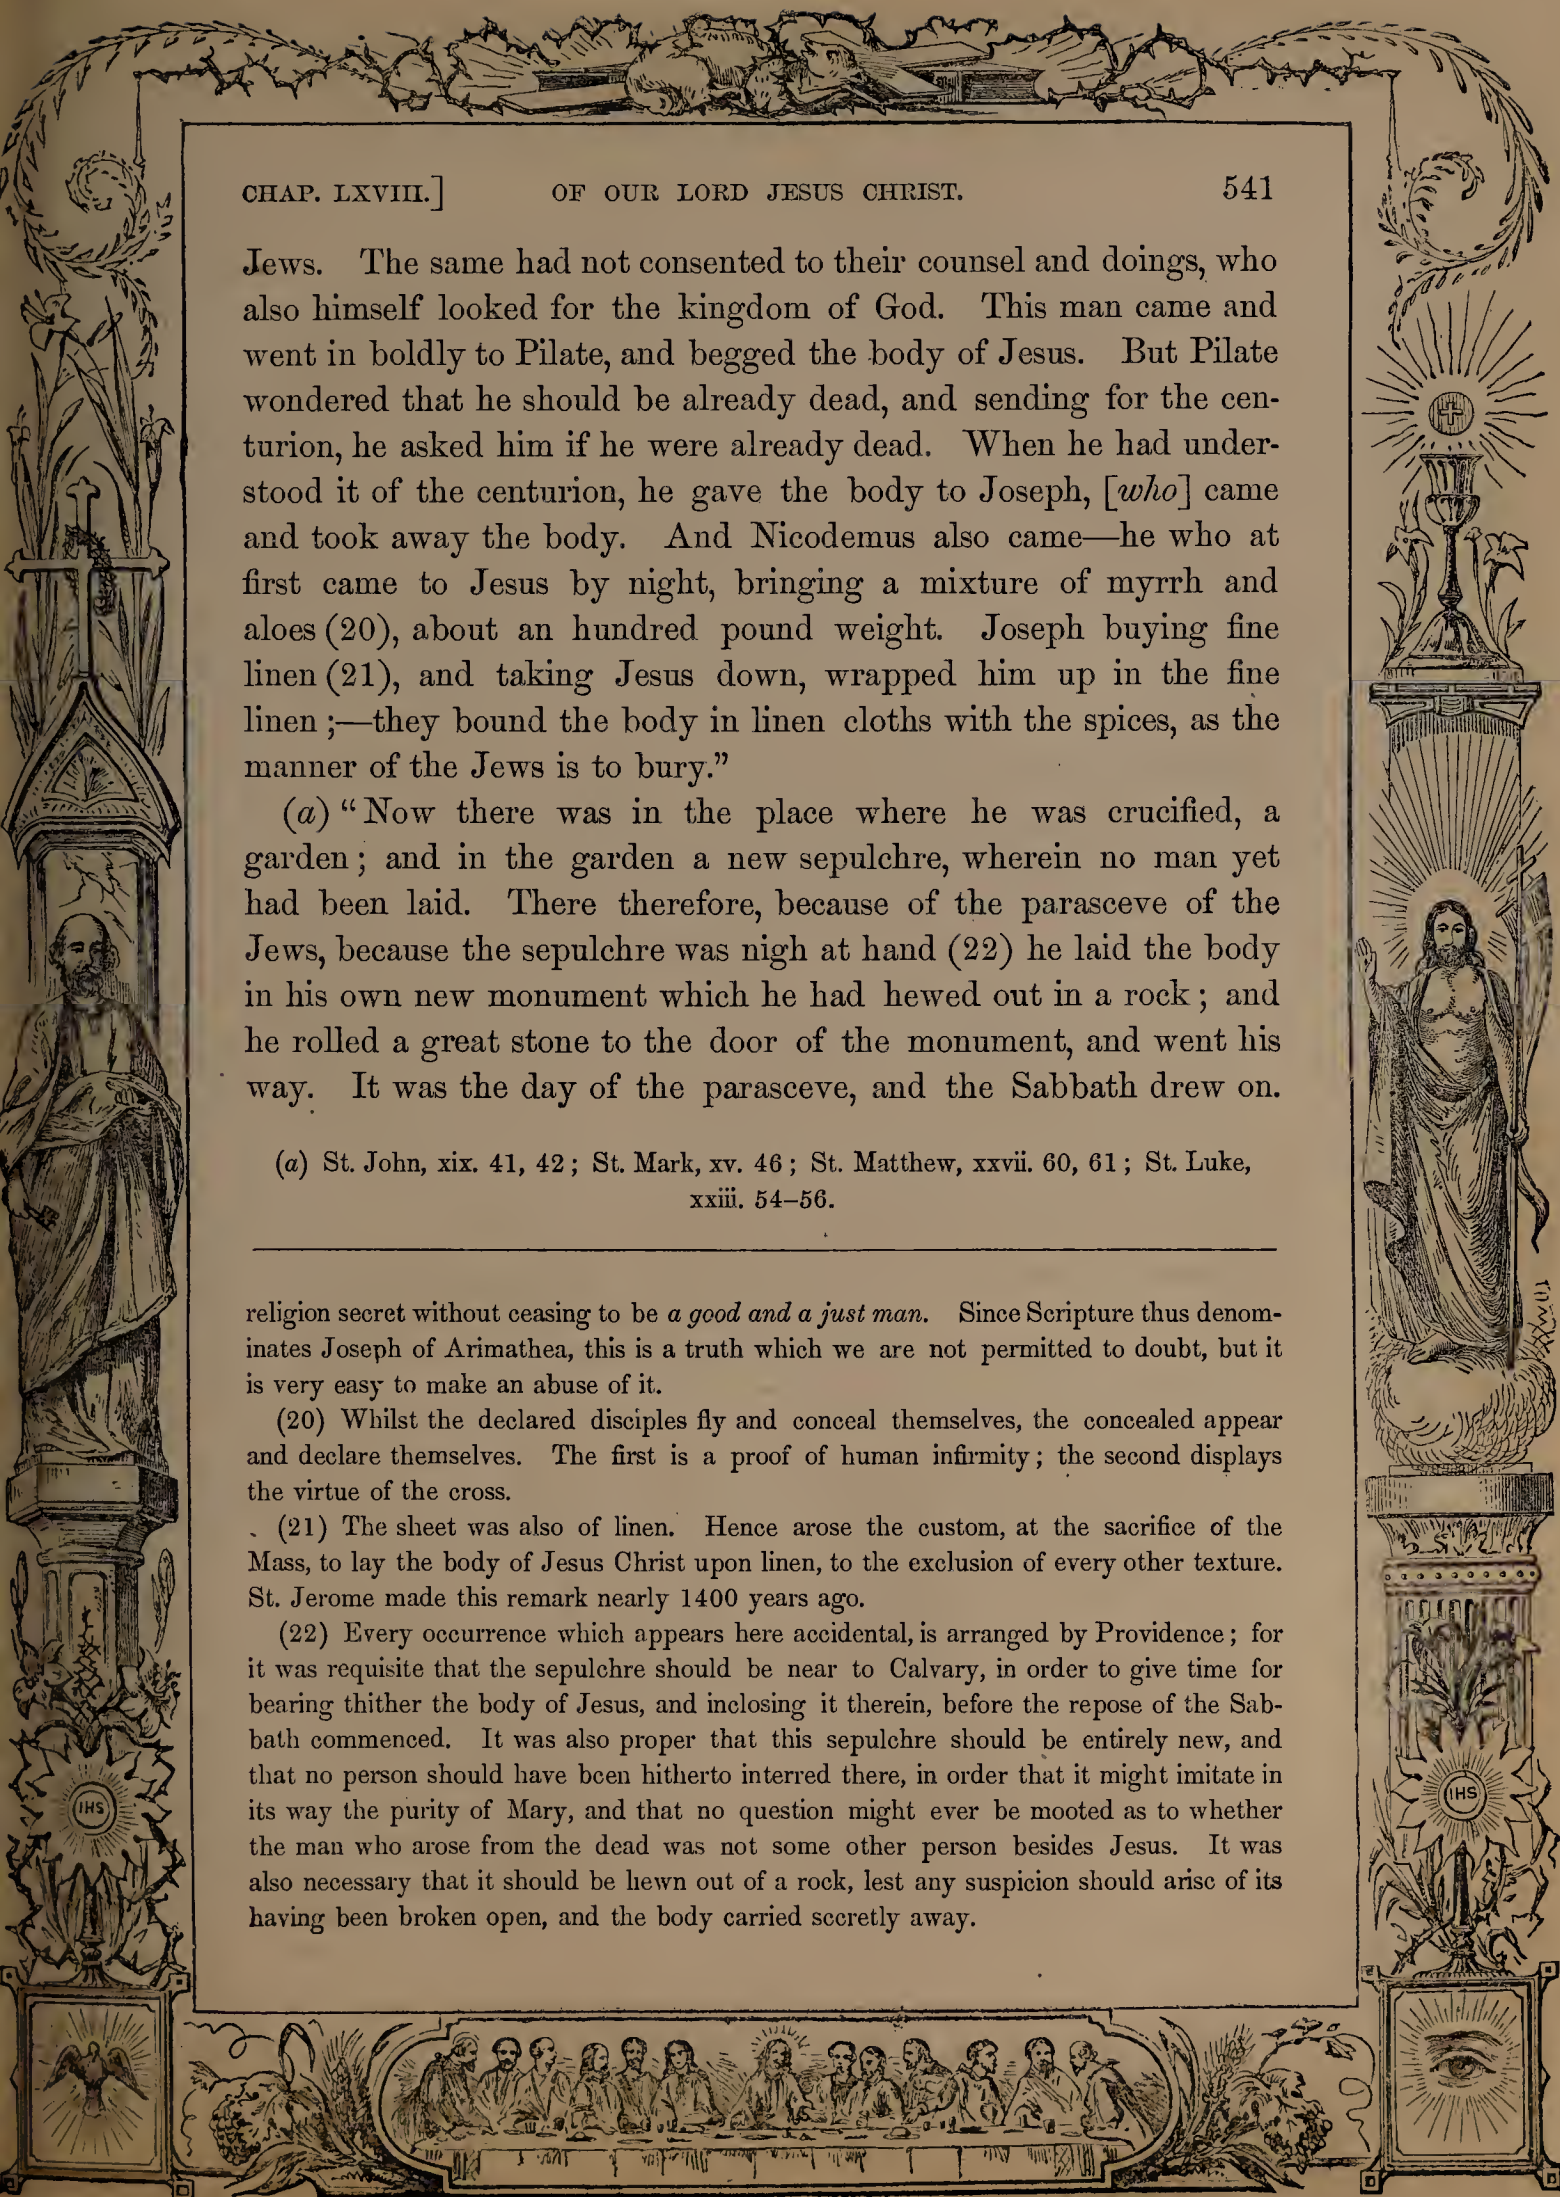 CHAP. LXVIII.] OF OUR LORD JESUS CHRIST. 541
Jews. The same had not consented to their counsel and doings, who
also himself looked for the kingdom of God. This man came and
went in boldly to Pilate, and begged the body of Jesus. But Pilate
wondered that he should be already dead, and sending for the cen-
turion, he asked him if he were already dead. When he had under-
stood it of the centurion, he gave the body to Joseph, [who] came
and took away the body. And Nicodemus also came—he who at
first came to Jesus by night, bringing a mixture of myrrh and
aloes (20), about an hundred pound weight. Joseph buying fine
linen (21), and taking Jesus down, wrapped him up in the fine
linen ;—they bound the body in linen cloths with the spices, as the
manner of the Jews is to bury.”
(a) “Now there was in the place where he was crucified, a
garden ; and in the garden a new sepulchre, wherein no man yet
had been laid. There therefore, because of the parasceve of the
Jews, because the sepulchre was nigh at hand (22) he laid the body
in his own new monument which he had hewed out in a rock ; and
he rolled a great stone to the door of the monument, and went his
way. It was the day of the parasceve, and the Sabbath drew on.
(a) St. John, xix. 41, 42 ; St. Mark, xv. 46 ; St. Matthew, xxvii. 60, 61 ; St. Luke,
xxiii. 54–56.
religion secret without ceasing to be a good and a just man. Since Scripture thus denom-
inates Joseph of Arimathea, this is a truth which we are not permitted to doubt, but it
is very easy to make an abuse of it.
(20) Whilst the declared disciples fly and conceal themselves, the concealed appear
and declare themselves. The first is a proof of human infirmity ; the second displays
the virtue of the cross.
(21) The sheet was also of linen. Hence arose the custom, at the sacrifice of the
Mass, to lay the body of Jesus Christ upon linen, to the exclusion of every other texture.
St. Jerome made this remark nearly 1400 years ago.
(22) Every occurrence which appears here accidental, is arranged by Providence ; for
it was requisite that the sepulchre should be near to Calvary, in order to give time for
bearing thither the body of Jesus, and inclosing it therein, before the repose of the Sab-
bath commenced. It was also proper that this sepulchre should be entirely new, and
that no person should have been hitherto interred there, in order that it might imitate in
its way the purity of Mary, and that no question might ever be mooted as to whether
the man who arose from the dead was not some other person besides Jesus. It was
also necessary that it should be hewn out of a rock, lest any suspicion should arise of its
having been broken open, and the body carried secretly away.
IHS
IHS